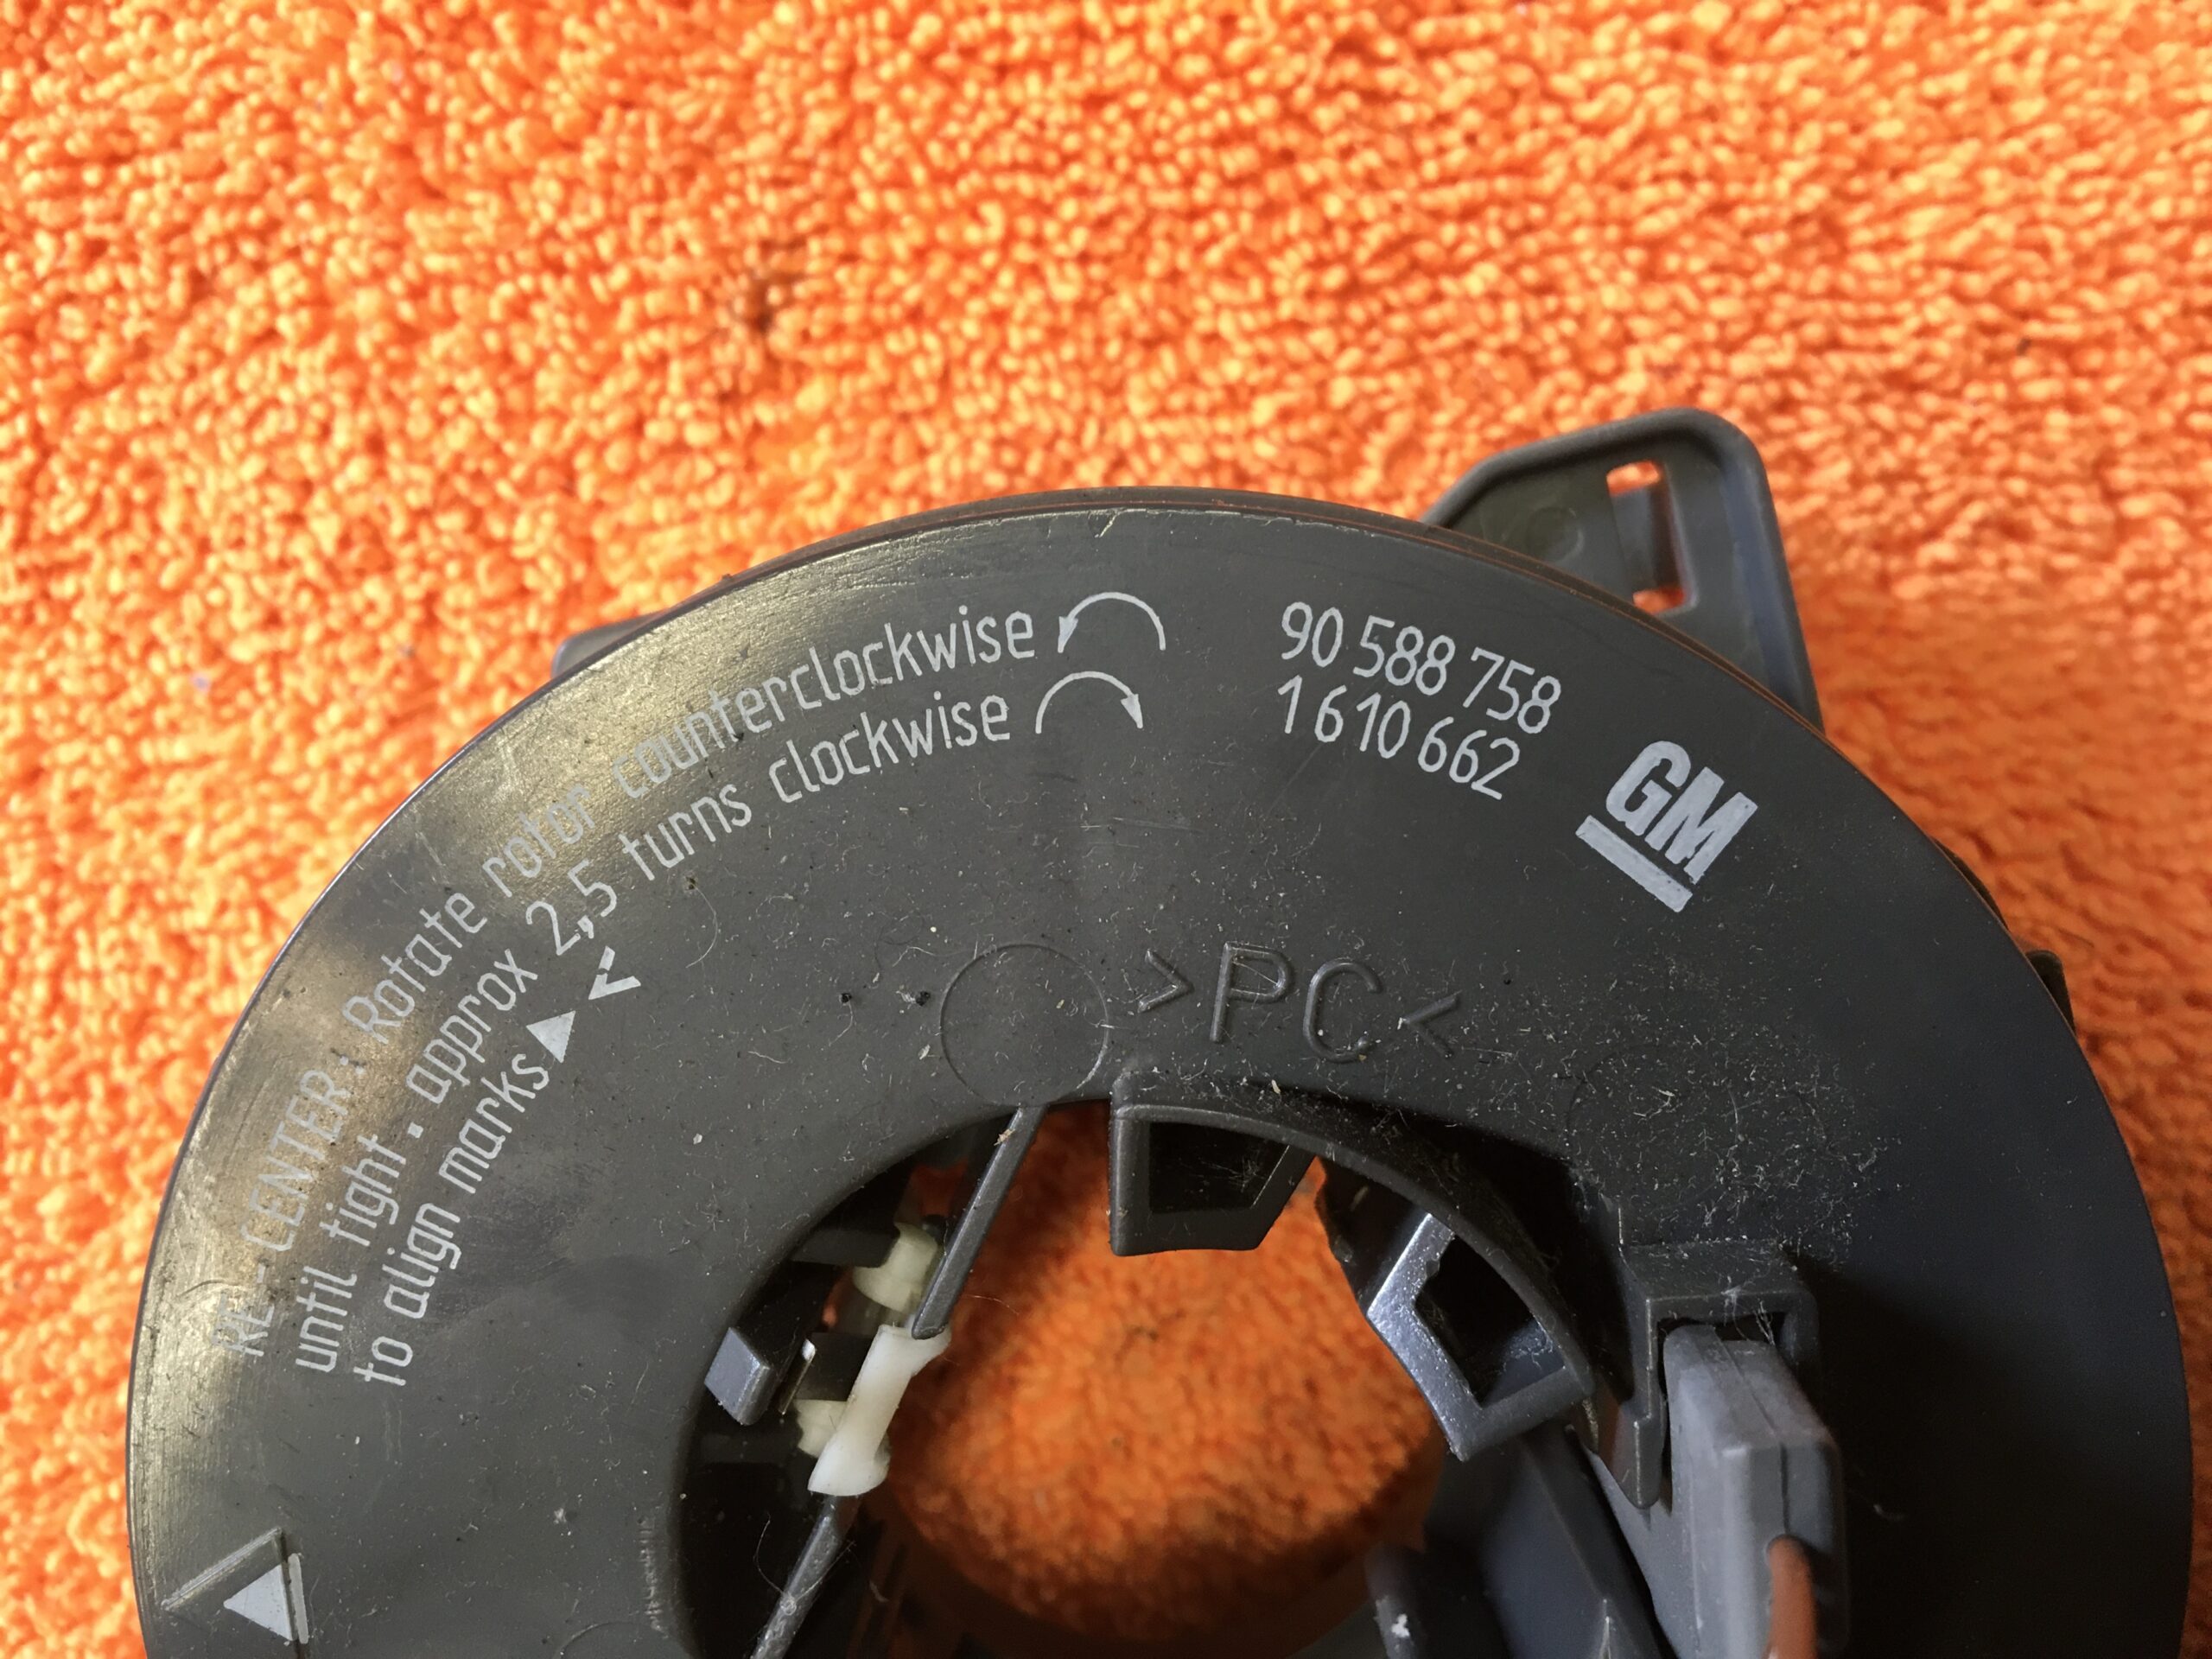 RE-CENTER: Rotate rotor counterclockwise
until tight. approx 2,5 turns clockwise
to align marks
90 588 758
1 610 662
GM
>PC<